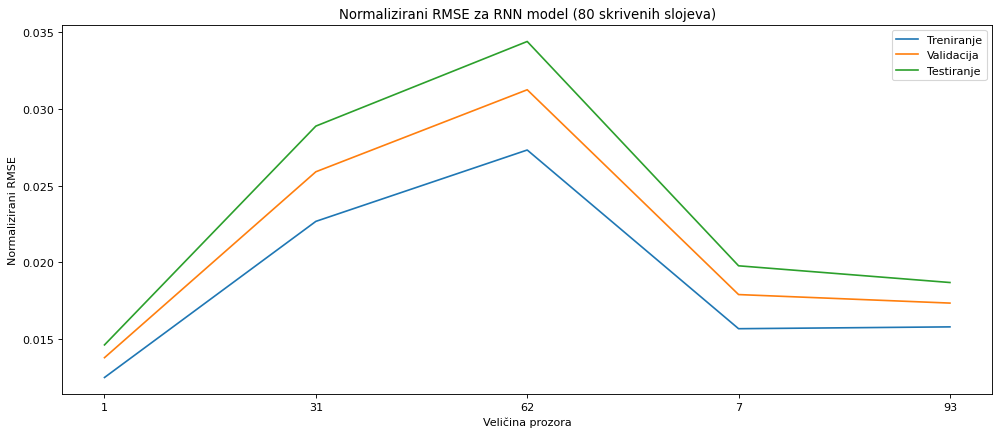 Normalizirani RMSE za RNN model (80 skrivenih slojeva)
Treniranje
Validacija
Testiranje
Normalizirani RMSE
0.035
0.030
0.025
0.020
0.015
1 31 62 7 93
Veličina prozora